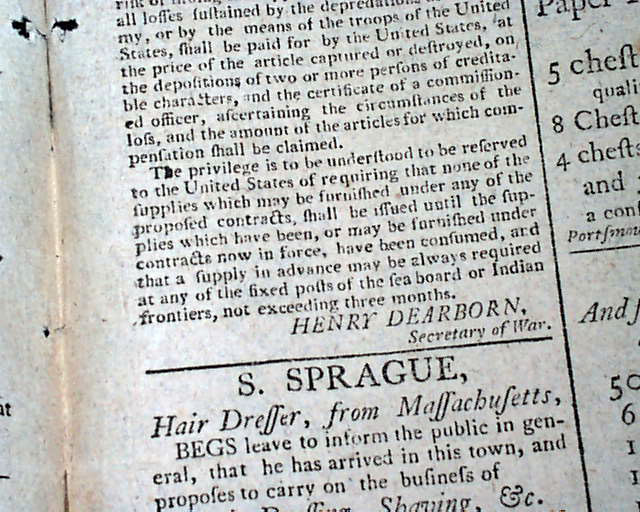 all loſſes ſuſtained by the depredations
my, or by the means of the troops of the United
States, ſhall be paid for by the United States, at
the price of the article captured or deſtroyed, on
the depoſitions of two or more perſons of credita-
ble characters, and the certificate of a commiſſion-
ed officer, aſcertaining the circumſtances of the
loſs, and the amount of the articles for which com-
penſation ſhall be claimed.
The privilege is to be underſtood to be reſerved
to the United States of requiring that none of the
ſupplies which may be furniſhed under any of the
propoſed contracts, ſhall be iſſued until the ſup-
plies which have been, or may be furniſhed under
contracts now in force, have been conſumed, and
that a ſupply in advance may be always required
at any of the fixed poſts of the ſea board or Indian
frontiers, not exceeding three months.
HENRY DEARBORN,
Secretary of War.
S. SPRAGUE,
Hair Dreſſer, from Maſſachuſetts,
BEGS leave to inform the public in gen-
eral, that he has arrived in this town, and
propoſes to carry on the buſineſs of
Dreſſing, Shaving, &c.
Paper
5 cheſt
quali
8 Cheſt
4 cheſts
and
a conſ
Portſmou
And ſ
50
6
1
1